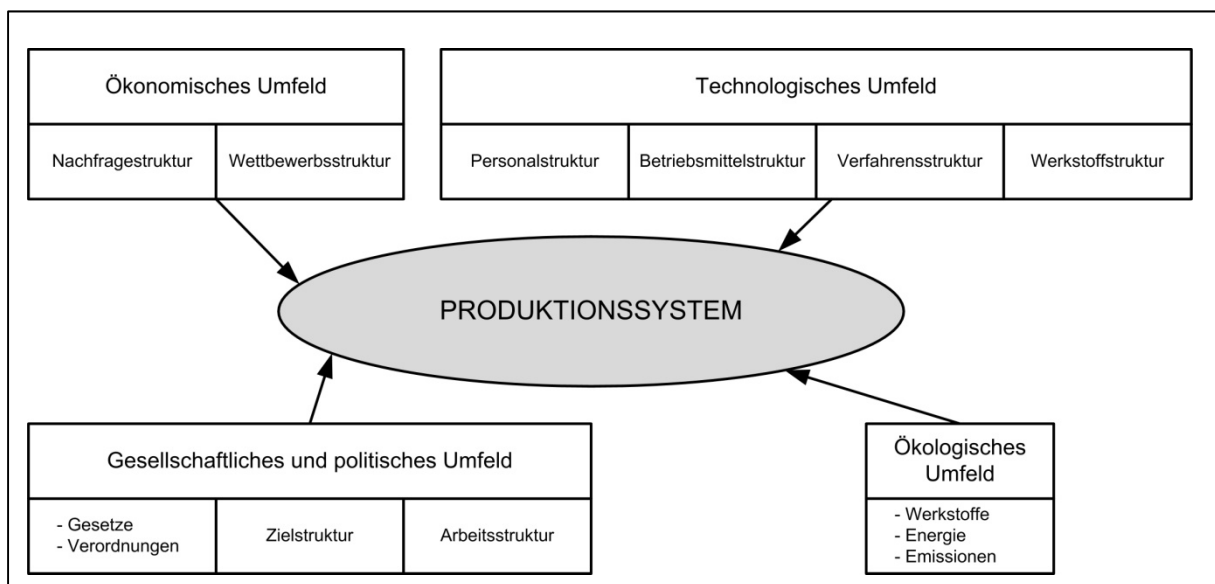 Ökonomisches Umfeld
Nachfragestruktur
Wettbewerbsstruktur
Technologisches Umfeld
Personalstruktur
Betriebsmittelstruktur
Verfahrensstruktur
Werkstoffstruktur
PRODUKTIONSSYSTEM
Gesellschaftliches und politisches Umfeld
- Gesetze
- Verordnungen
Zielstruktur
Arbeitsstruktur
Ökologisches
Umfeld
- Werkstoffe
- Energie
- Emissionen